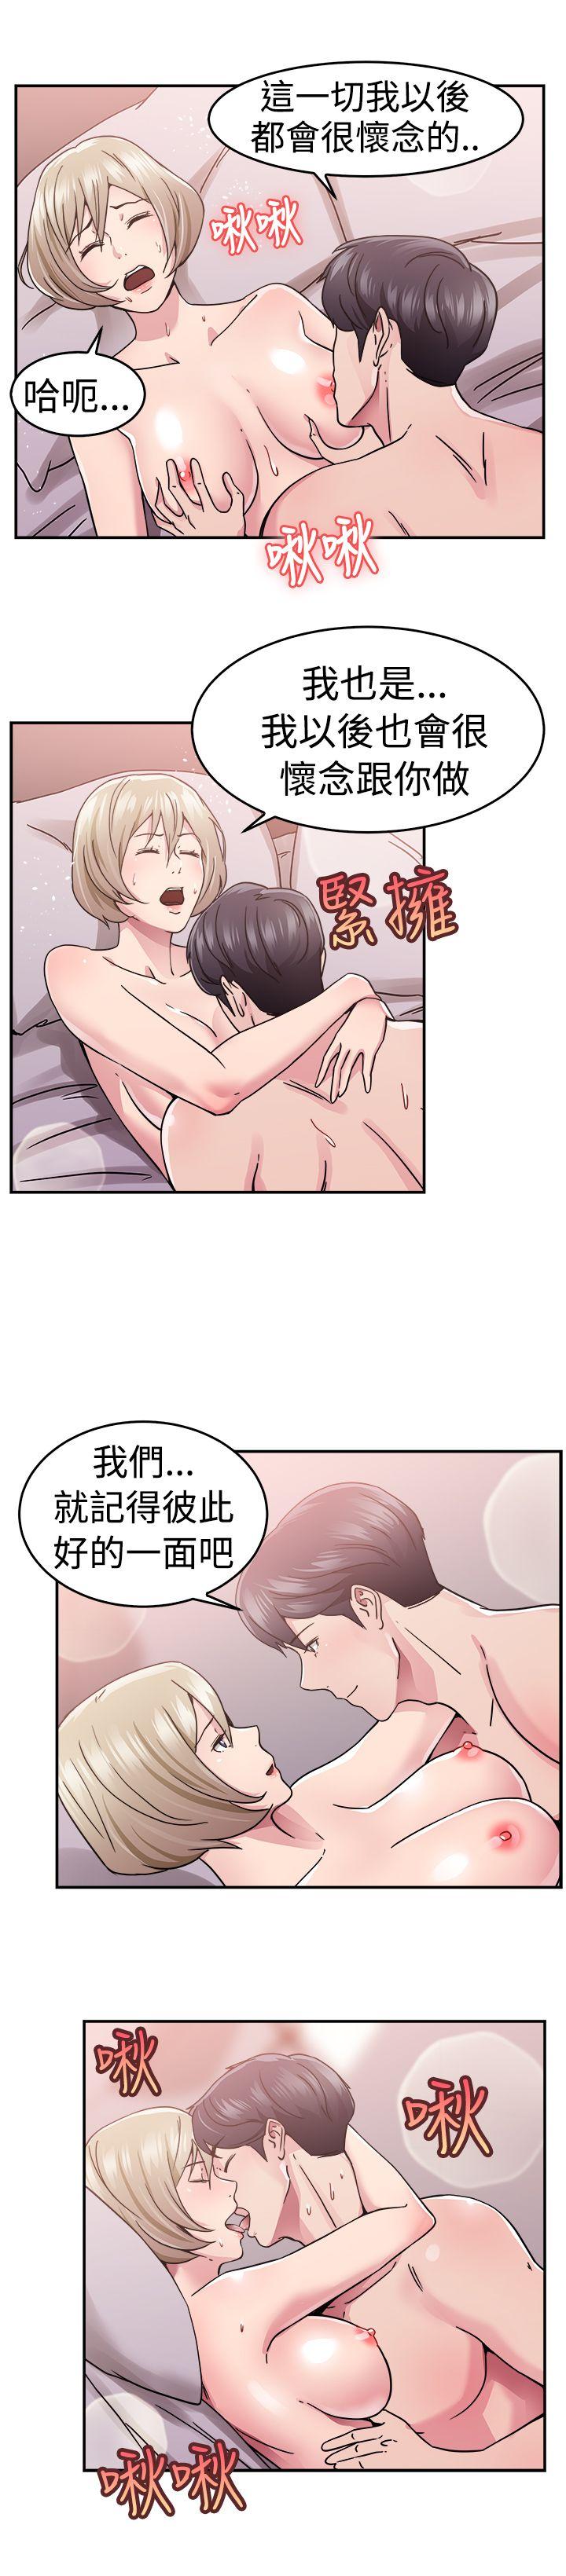 這一切我以後
都會很懷念的..
啾啾
哈呃...
啾啾
我也是...
我以後也會很
懷念跟你做
緊擁
我們...
就記得彼此
好的一面吧
啾
啾
啾啾